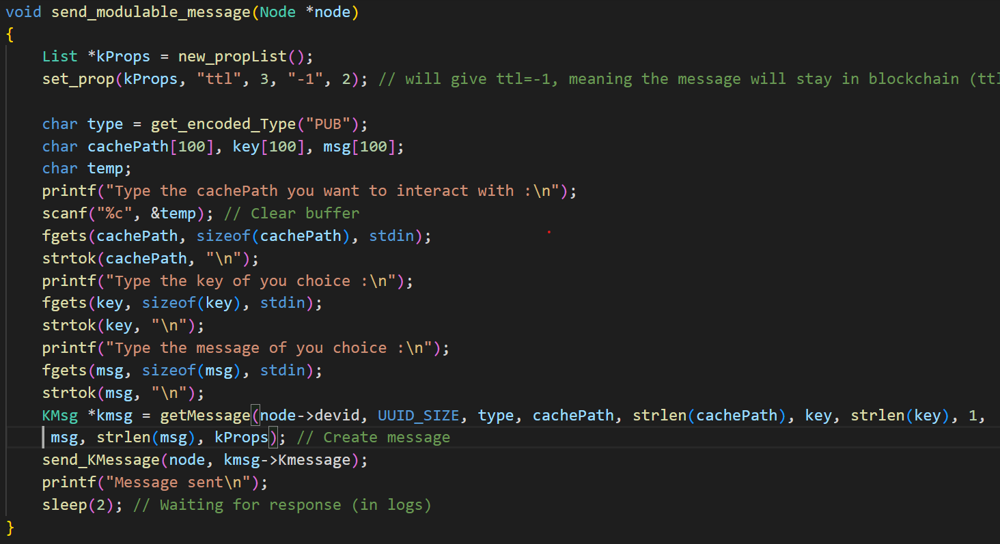 void send_modulable_message(Node *node)
{
    List *kProps = new_propList();
    set_prop(kProps, "ttl", 3, "-1", 2); // will give ttl=-1, meaning the message will stay in blockchain (ttl

    char type = get_encoded_Type("PUB");
    char cachePath[100], key[100], msg[100];
    char temp;
    printf("Type the cachePath you want to interact with :\n");
    scanf("%c", &temp); // Clear buffer
    fgets(cachePath, sizeof(cachePath), stdin);
    strtok(cachePath, "\n");
    printf("Type the key of you choice :\n");
    fgets(key, sizeof(key), stdin);
    strtok(key, "\n");
    printf("Type the message of you choice :\n");
    fgets(msg, sizeof(msg), stdin);
    strtok(msg, "\n");
    KMsg *kmsg = getMessage(node->devid, UUID_SIZE, type, cachePath, strlen(cachePath), key, strlen(key), 1,
     msg, strlen(msg), kProps); // Create message
    send_KMessage(node, kmsg->Kmessage);
    printf("Message sent\n");
    sleep(2); // Waiting for response (in logs)
}